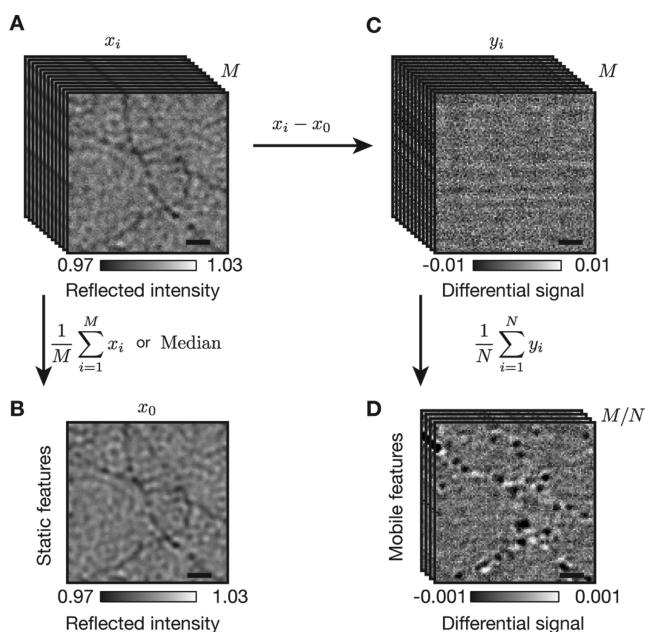 A
x_i
M
0.97 1.03
Reflected intensity
C
y_i
M
x_i − x_0
-0.01 0.01
Differential signal
1/M ∑_{i=1}^{M} x_i or Median
1/N ∑_{i=1}^{N} y_i
B
x_0
Static features
0.97 1.03
Reflected intensity
D
M/N
Mobile features
-0.001 0.001
Differential signal